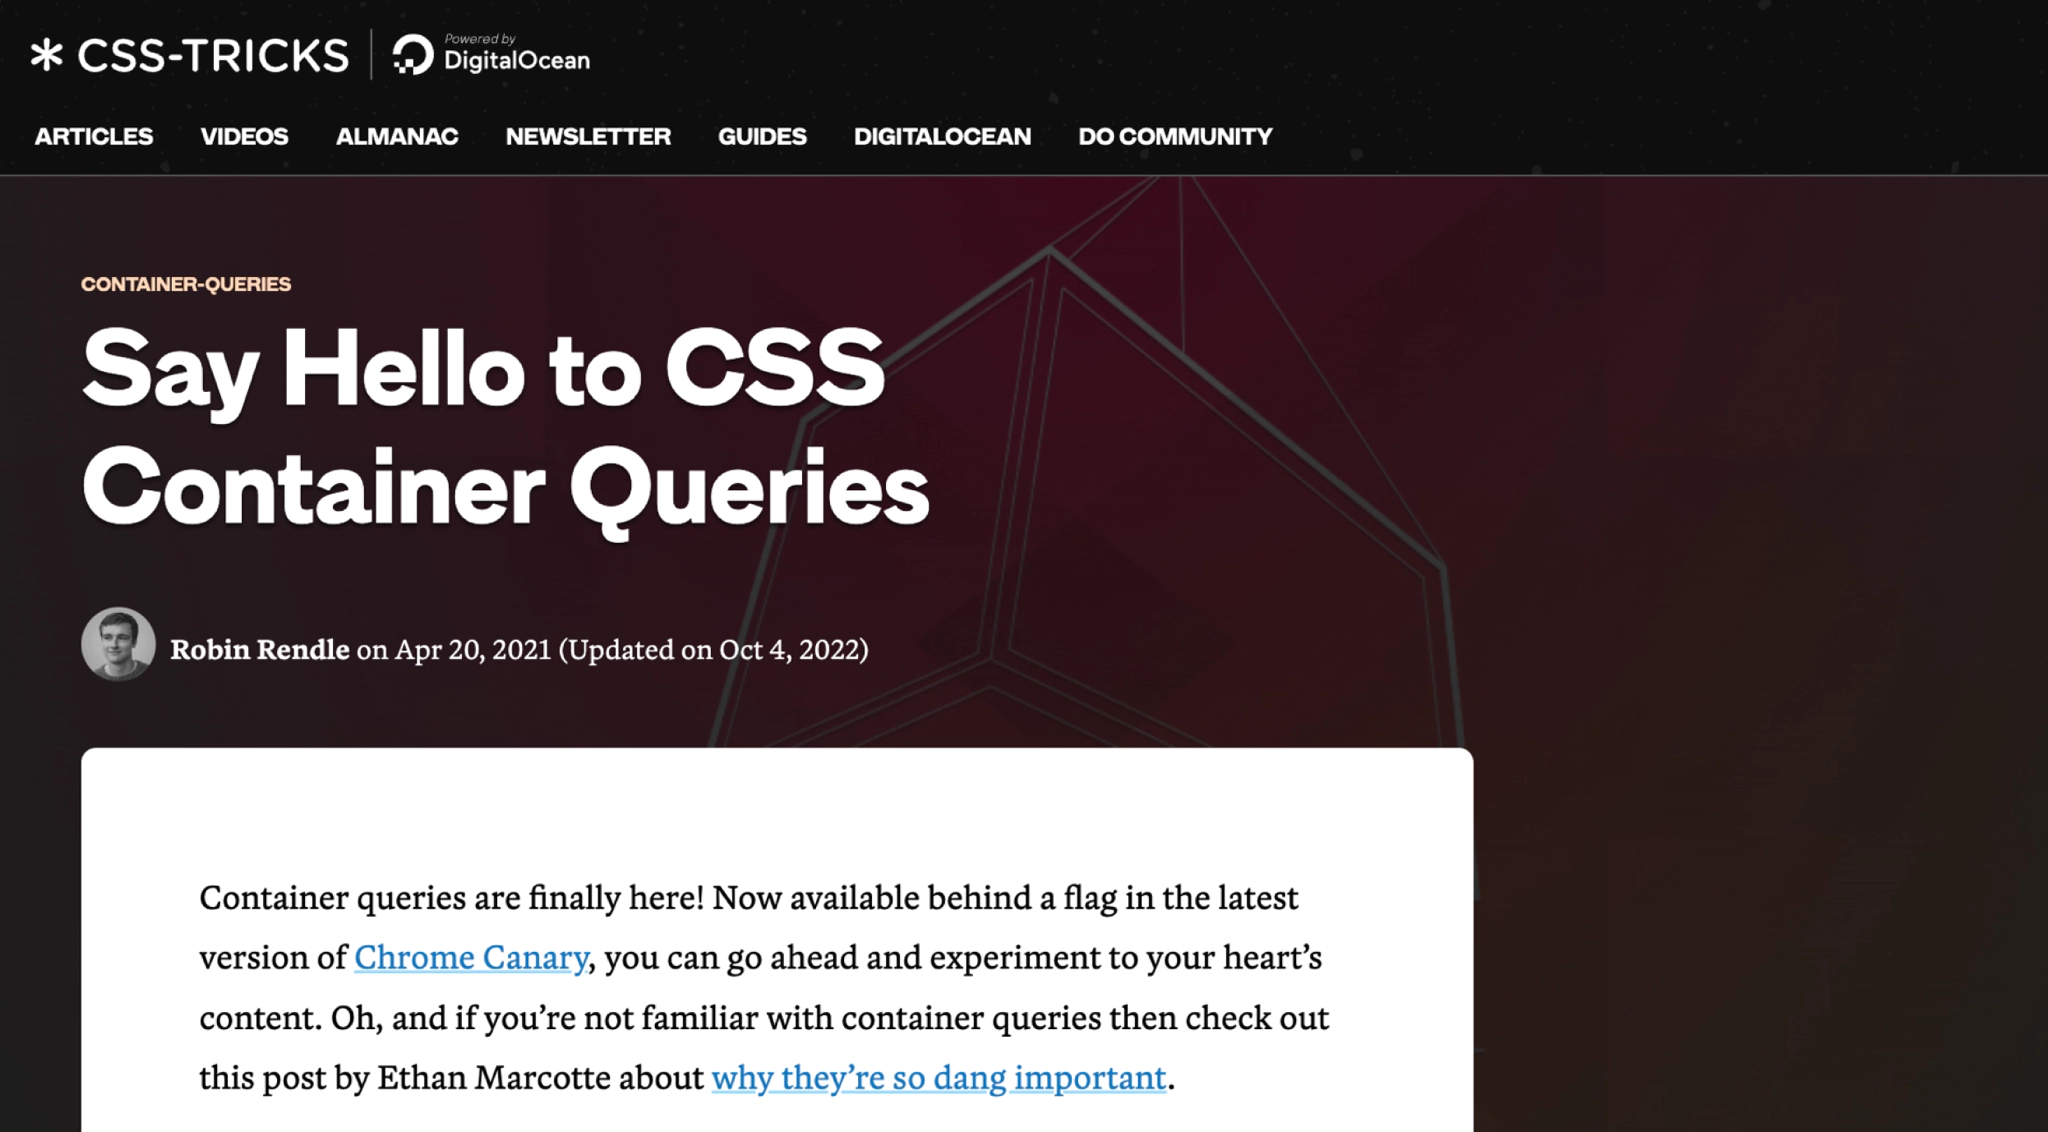 CSS-TRICKS
Powered by
DigitalOcean
ARTICLES VIDEOS ALMANAC NEWSLETTER GUIDES DIGITALOCEAN DO COMMUNITY
CONTAINER-QUERIES
Say Hello to CSS
Container Queries
Robin Rendle on Apr 20, 2021 (Updated on Oct 4, 2022)
Container queries are finally here! Now available behind a flag in the latest
version of Chrome Canary, you can go ahead and experiment to your heart’s
content. Oh, and if you’re not familiar with container queries then check out
this post by Ethan Marcotte about why they’re so dang important.